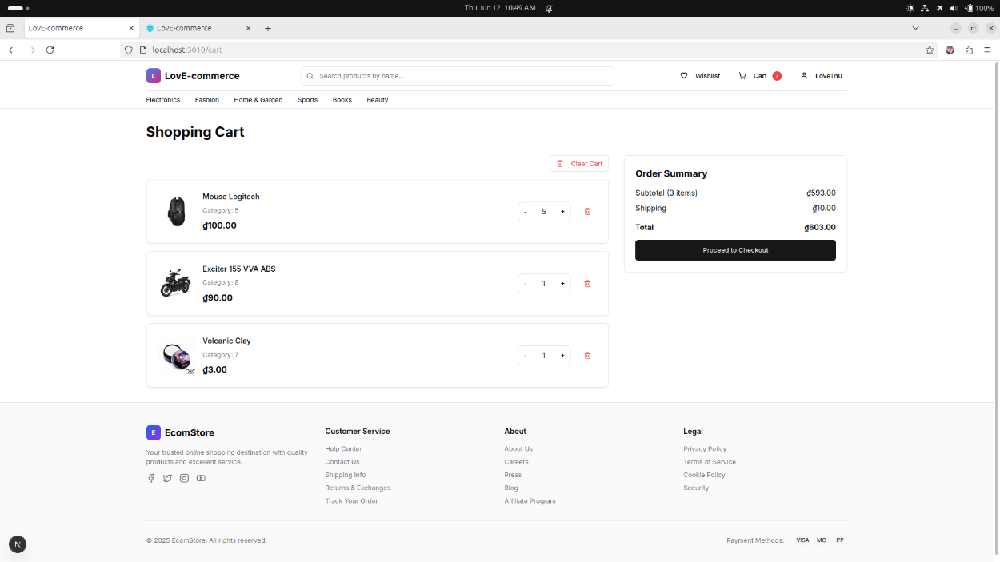 Thu Jun 12 10:49 AM
100%
LovE-commerce
LovE-commerce
localhost:3010/cart
L LovE-commerce
Search products by name...
Wishlist
Cart 7
LoveThu
Electronics Fashion Home & Garden Sports Books Beauty
Shopping Cart
Clear Cart
Mouse Logitech
Category: 5
₫100.00
- 5 +
Exciter 155 VVA ABS
Category: 8
₫90.00
- 1 +
Volcanic Clay
Category: 7
₫3.00
- 1 +
Order Summary
Subtotal (3 items) ₫593.00
Shipping ₫10.00
Total ₫603.00
Proceed to Checkout
E EcomStore
Your trusted online shopping destination with quality
products and excellent service.
Customer Service
Help Center
Contact Us
Shipping Info
Returns & Exchanges
Track Your Order
About
About Us
Careers
Press
Blog
Affiliate Program
Legal
Privacy Policy
Terms of Service
Cookie Policy
Security
© 2025 EcomStore. All rights reserved.
Payment Methods: VISA MC PP
N